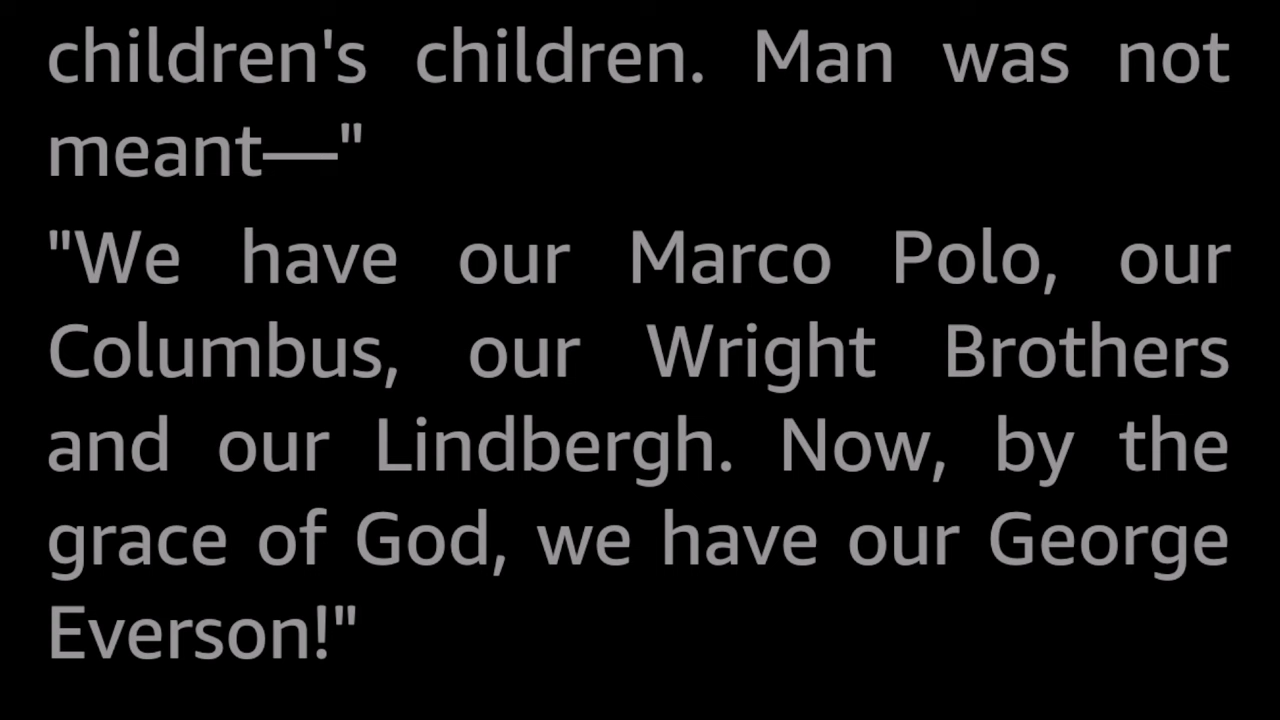 children's children. Man was not
meant—"
"We have our Marco Polo, our
Columbus, our Wright Brothers
and our Lindbergh. Now, by the
grace of God, we have our George
Everson!"